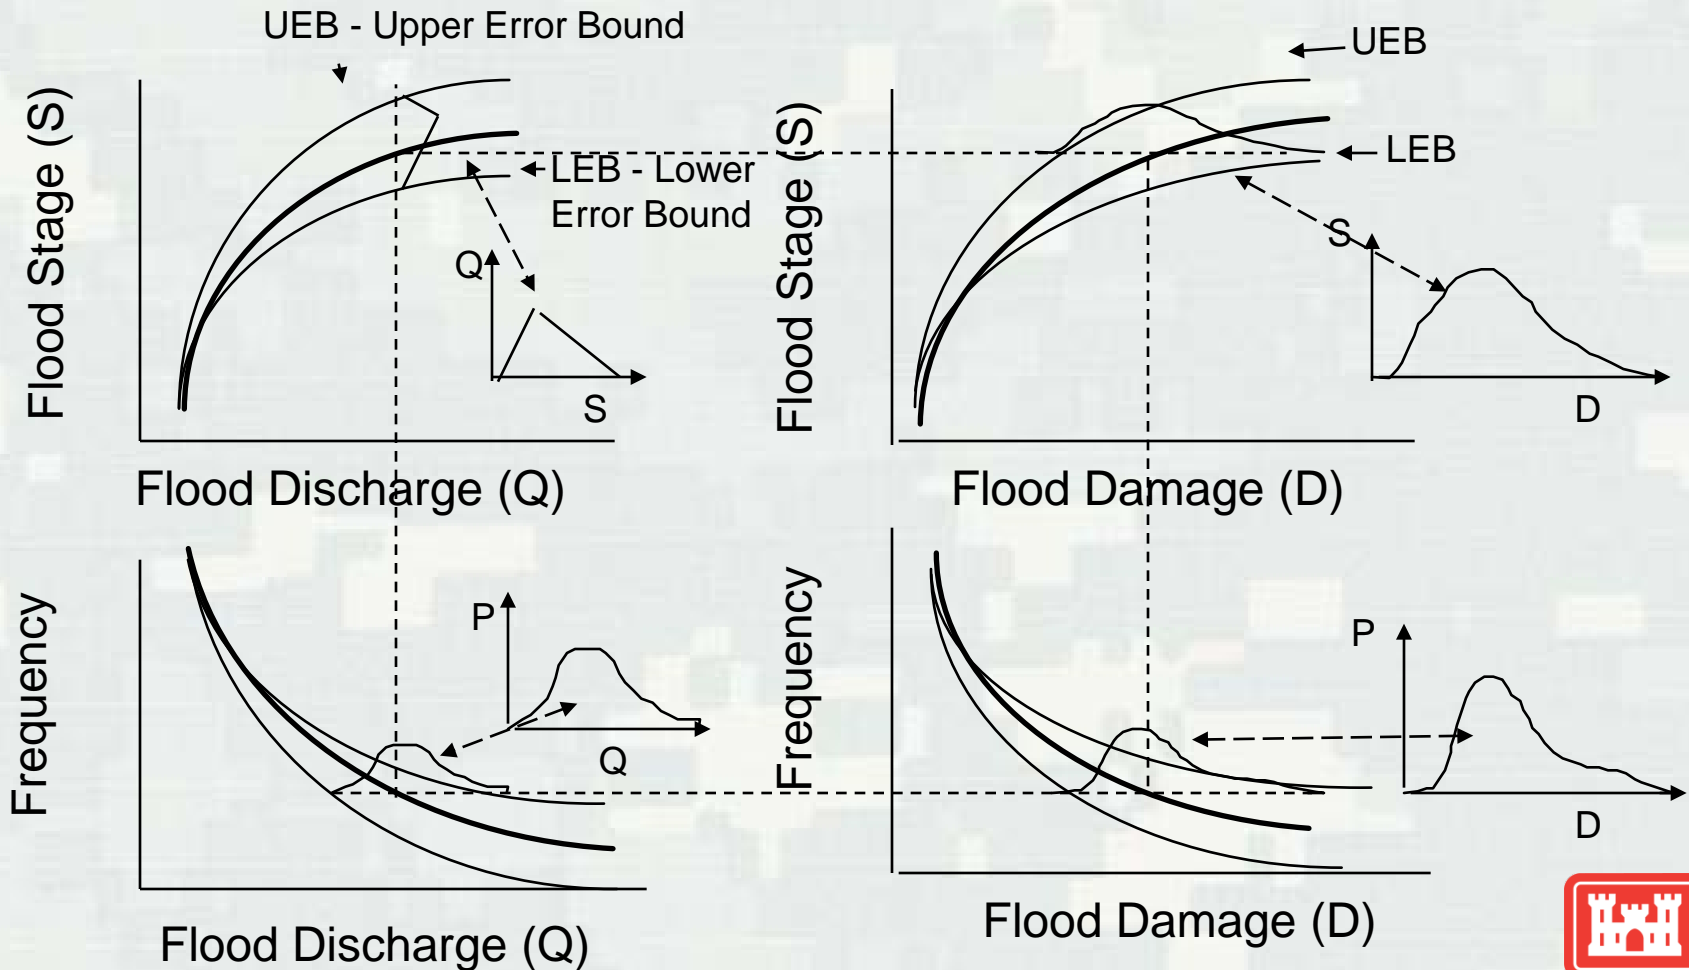 UEB - Upper Error Bound
Flood Stage (S)
LEB - Lower
Error Bound
Q
S
Flood Discharge (Q)
UEB
Flood Stage (S)
LEB
S
D
Flood Damage (D)
Frequency
P
Q
Flood Discharge (Q)
Frequency
P
D
Flood Damage (D)